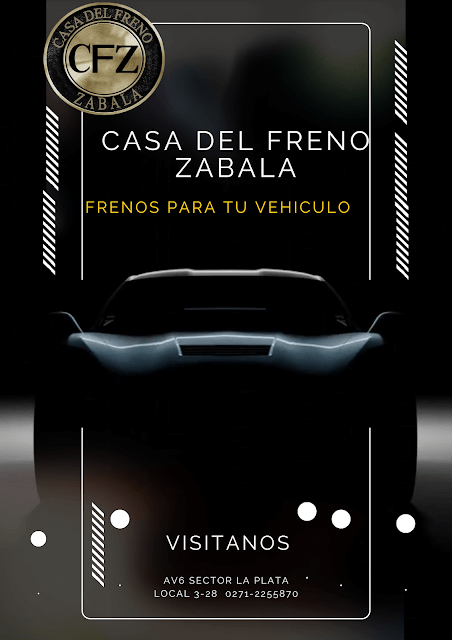 CASA DEL FRENO
CFZ
ZABALA
CASA DEL FRENO
ZABALA
FRENOS PARA TU VEHICULO
VISITANOS
AV6 SECTOR LA PLATA
LOCAL 3-28 0271-2255870